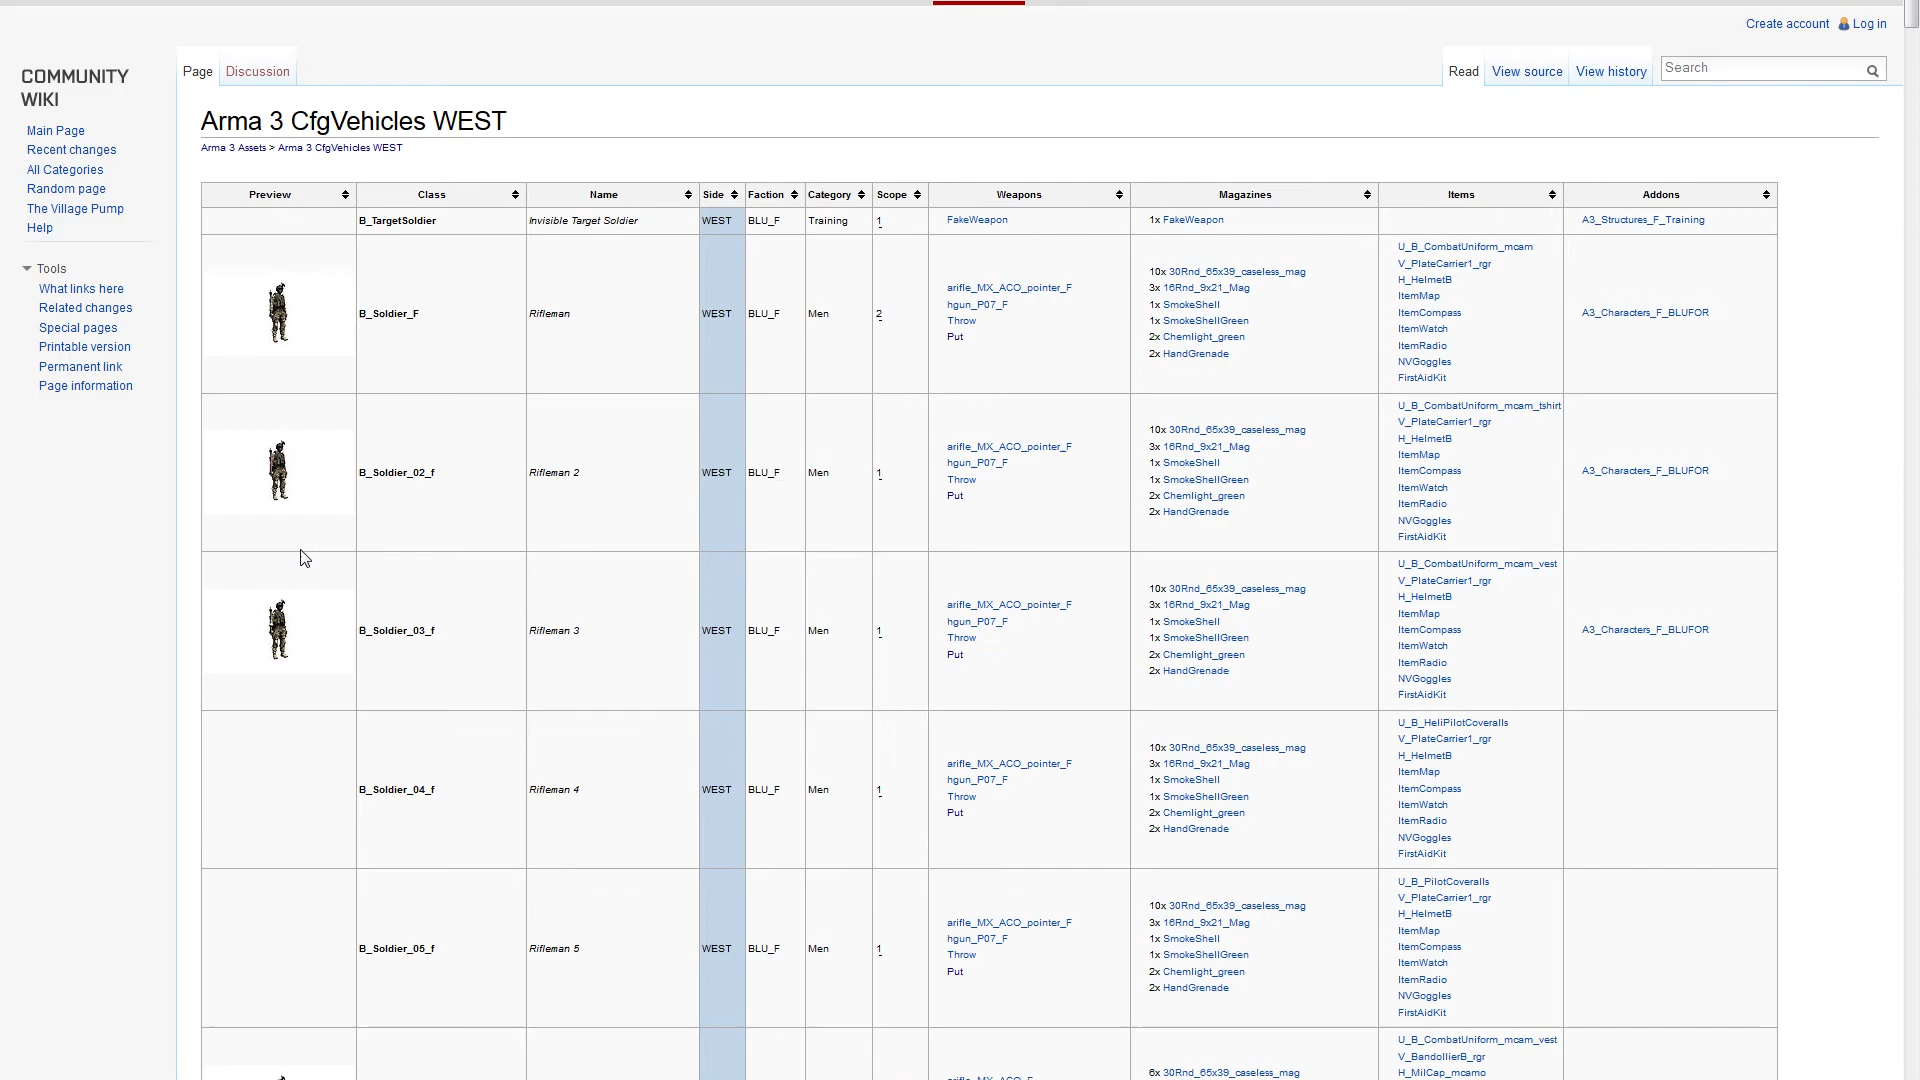 Create account Log in
COMMUNITY
WIKI
Main Page
Recent changes
All Categories
Random page
The Village Pump
Help
Tools
What links here
Related changes
Special pages
Printable version
Permanent link
Page information
Page Discussion
Read View source View history Search
Arma 3 CfgVehicles WEST
Arma 3 Assets > Arma 3 CfgVehicles WEST
Preview Class Name Side Faction Category Scope Weapons Magazines Items Addons
B_TargetSoldier Invisible Target Soldier WEST BLU_F Training 1 FakeWeapon 1x FakeWeapon A3_Structures_F_Training
B_Soldier_F Rifleman WEST BLU_F Men 2
arifle_MX_ACO_pointer_F
hgun_P07_F
Throw
Put
10x 30Rnd_65x39_caseless_mag
3x 16Rnd_9x21_Mag
1x SmokeShell
1x SmokeShellGreen
2x Chemlight_green
2x HandGrenade
U_B_CombatUniform_mcam
V_PlateCarrier1_rgr
H_HelmetB
ItemMap
ItemCompass
ItemWatch
ItemRadio
NVGoggles
FirstAidKit
A3_Characters_F_BLUFOR
B_Soldier_02_f Rifleman 2 WEST BLU_F Men 1
arifle_MX_ACO_pointer_F
hgun_P07_F
Throw
Put
10x 30Rnd_65x39_caseless_mag
3x 16Rnd_9x21_Mag
1x SmokeShell
1x SmokeShellGreen
2x Chemlight_green
2x HandGrenade
U_B_CombatUniform_mcam_tshirt
V_PlateCarrier1_rgr
H_HelmetB
ItemMap
ItemCompass
ItemWatch
ItemRadio
NVGoggles
FirstAidKit
A3_Characters_F_BLUFOR
B_Soldier_03_f Rifleman 3 WEST BLU_F Men 1
arifle_MX_ACO_pointer_F
hgun_P07_F
Throw
Put
10x 30Rnd_65x39_caseless_mag
3x 16Rnd_9x21_Mag
1x SmokeShell
1x SmokeShellGreen
2x Chemlight_green
2x HandGrenade
U_B_CombatUniform_mcam_vest
V_PlateCarrier1_rgr
H_HelmetB
ItemMap
ItemCompass
ItemWatch
ItemRadio
NVGoggles
FirstAidKit
A3_Characters_F_BLUFOR
B_Soldier_04_f Rifleman 4 WEST BLU_F Men 1
arifle_MX_ACO_pointer_F
hgun_P07_F
Throw
Put
10x 30Rnd_65x39_caseless_mag
3x 16Rnd_9x21_Mag
1x SmokeShell
1x SmokeShellGreen
2x Chemlight_green
2x HandGrenade
U_B_HeliPilotCoveralls
V_PlateCarrier1_rgr
H_HelmetB
ItemMap
ItemCompass
ItemWatch
ItemRadio
NVGoggles
FirstAidKit
B_Soldier_05_f Rifleman 5 WEST BLU_F Men 1
arifle_MX_ACO_pointer_F
hgun_P07_F
Throw
Put
10x 30Rnd_65x39_caseless_mag
3x 16Rnd_9x21_Mag
1x SmokeShell
1x SmokeShellGreen
2x Chemlight_green
2x HandGrenade
U_B_PilotCoveralls
V_PlateCarrier1_rgr
H_HelmetB
ItemMap
ItemCompass
ItemWatch
ItemRadio
NVGoggles
FirstAidKit
6x 30Rnd_65x39_caseless_mag
U_B_CombatUniform_mcam_vest
V_BandollierB_rgr
H_MilCap_mcamo